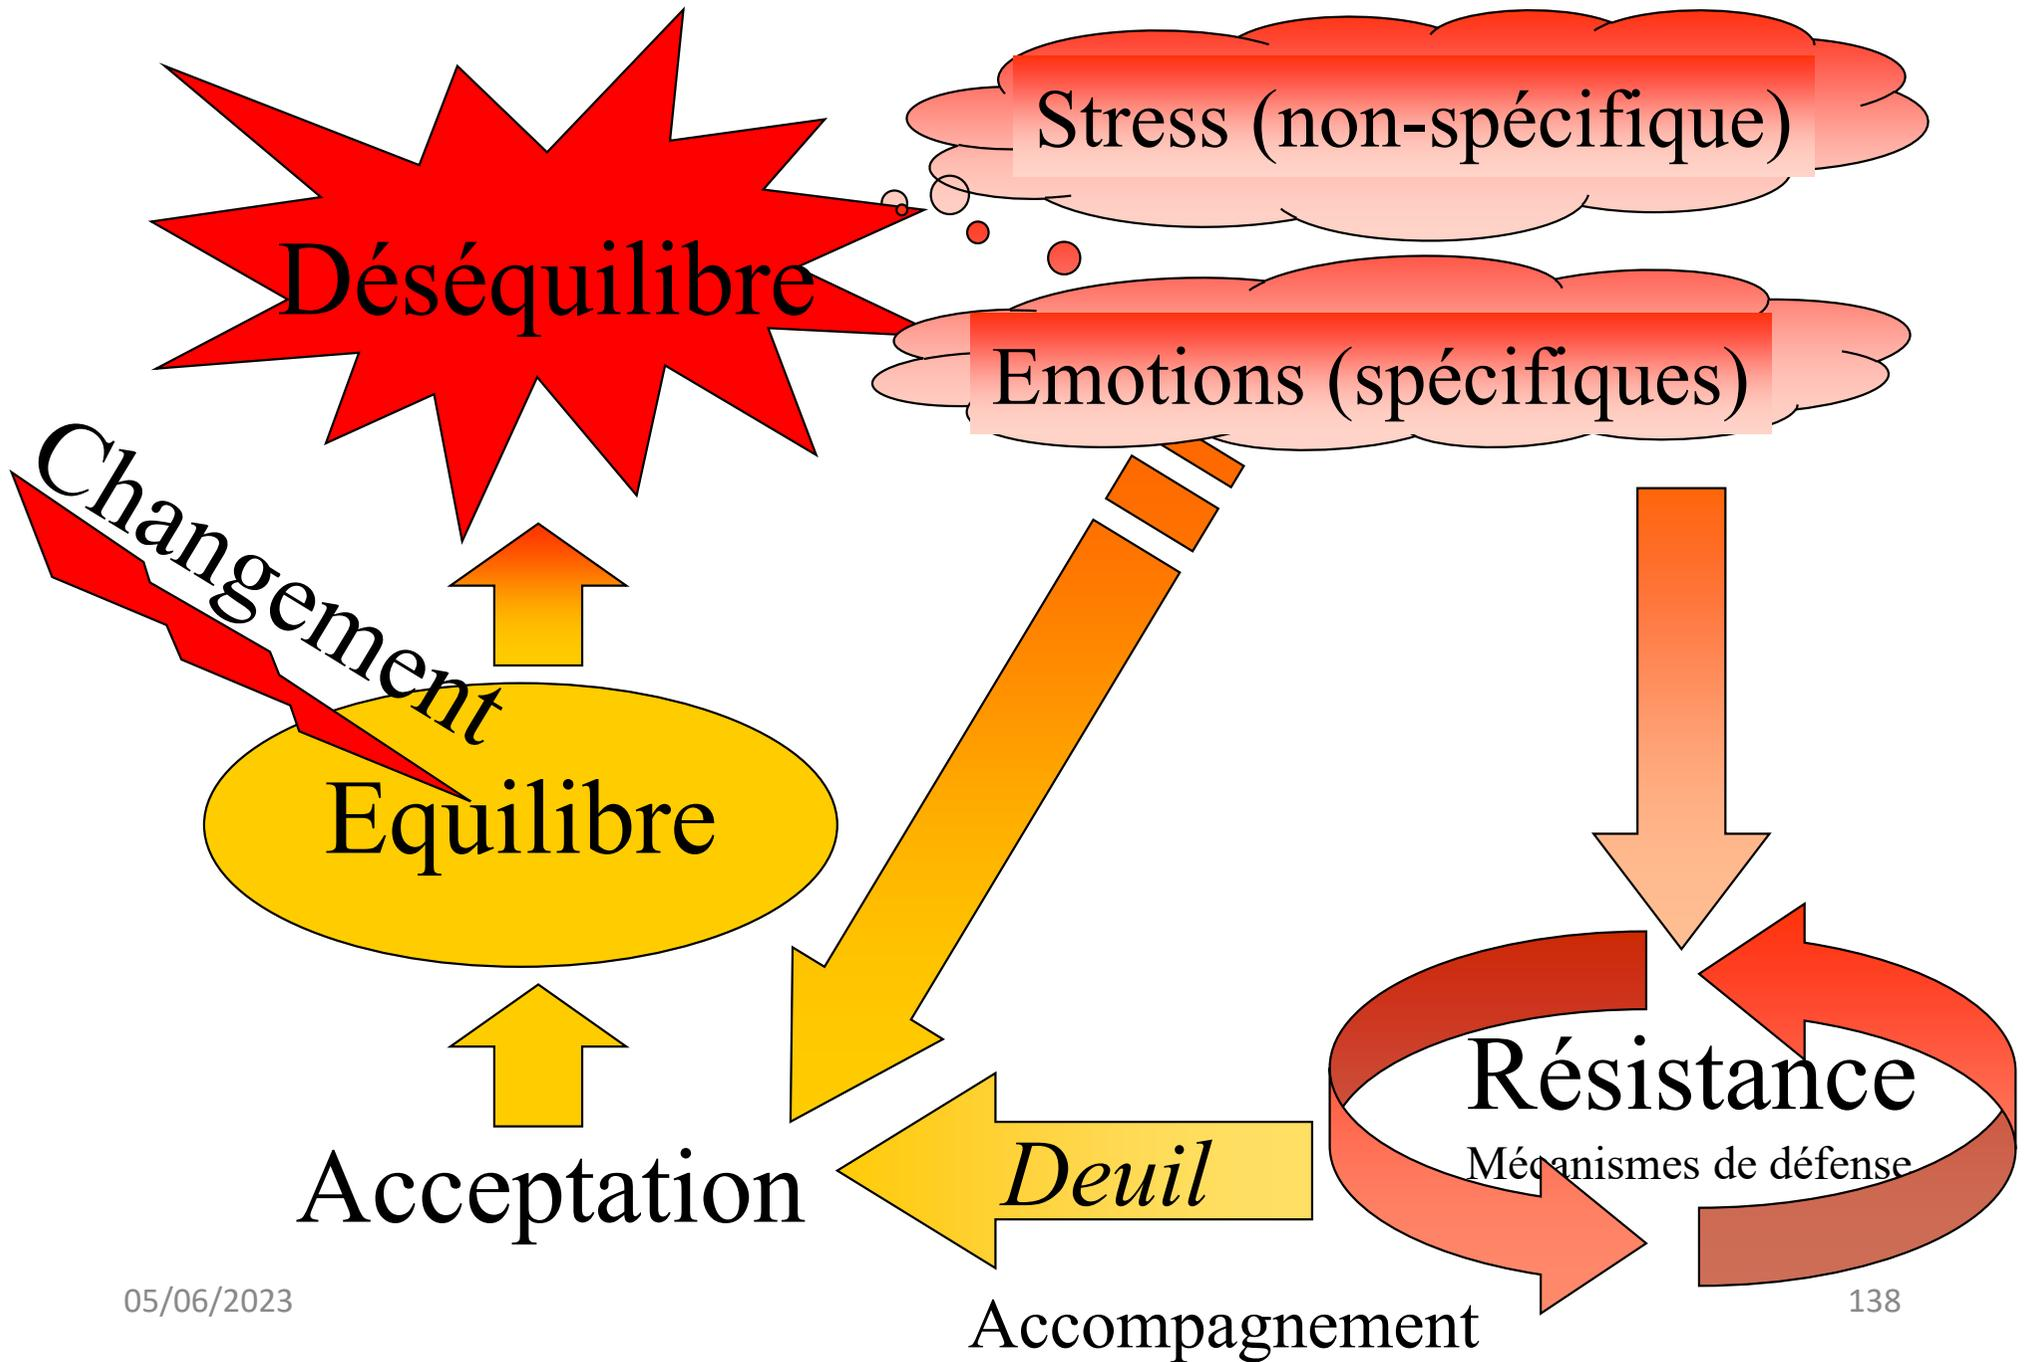 Stress (non-spécifique)
Déséquilibre
Emotions (spécifiques)
Changement
Equilibre
Résistance
Mécanismes de défense
Deuil
Acceptation
05/06/2023
138
Accompagnement